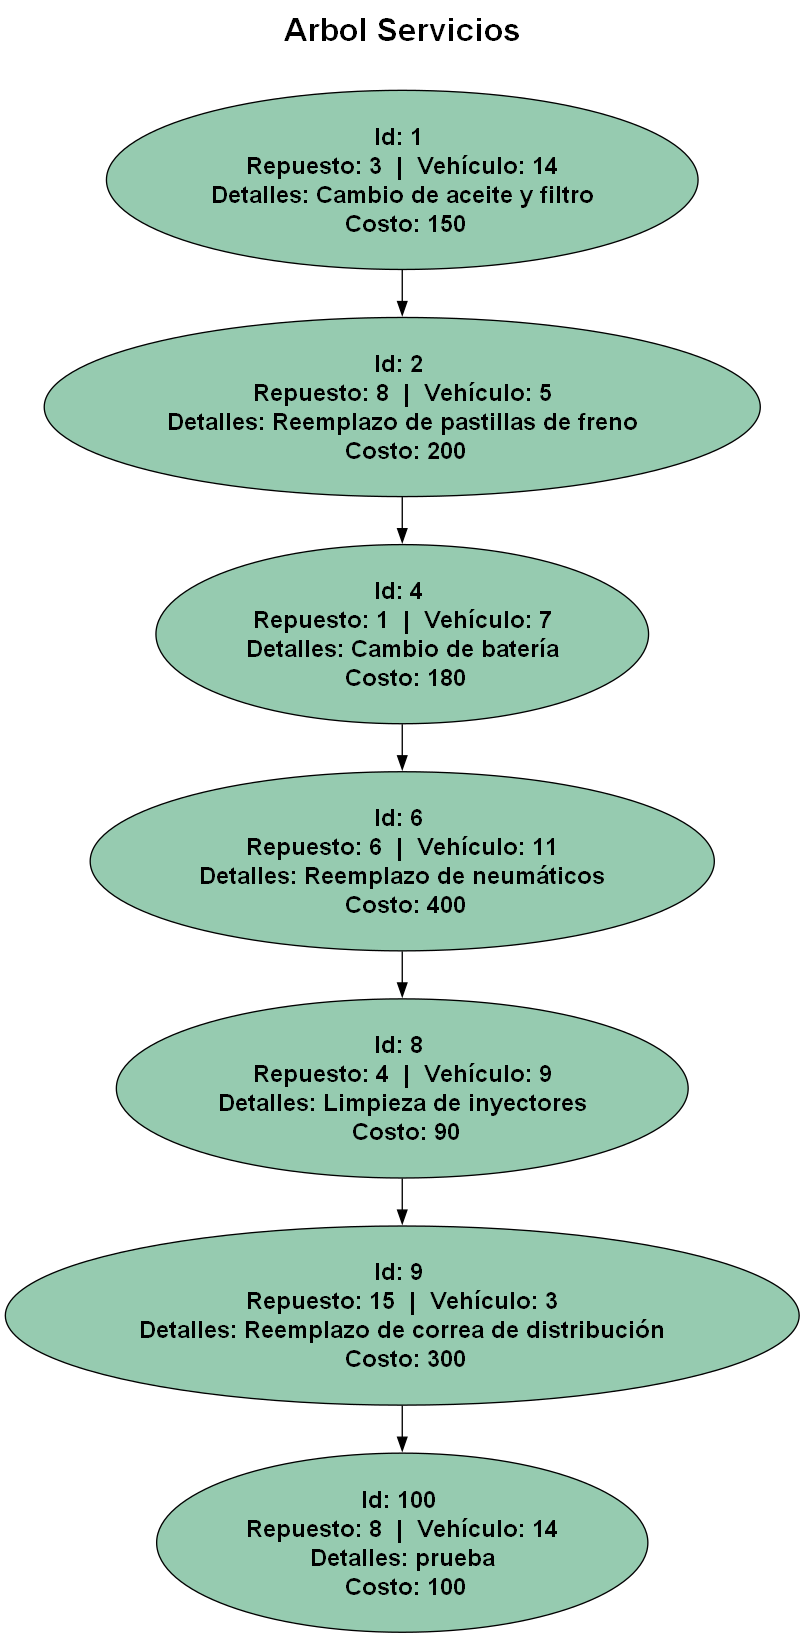 Arbol Servicios
Id: 1
Repuesto: 3 | Vehículo: 14
Detalles: Cambio de aceite y filtro
Costo: 150
Id: 2
Repuesto: 8 | Vehículo: 5
Detalles: Reemplazo de pastillas de freno
Costo: 200
Id: 4
Repuesto: 1 | Vehículo: 7
Detalles: Cambio de batería
Costo: 180
Id: 6
Repuesto: 6 | Vehículo: 11
Detalles: Reemplazo de neumáticos
Costo: 400
Id: 8
Repuesto: 4 | Vehículo: 9
Detalles: Limpieza de inyectores
Costo: 90
Id: 9
Repuesto: 15 | Vehículo: 3
Detalles: Reemplazo de correa de distribución
Costo: 300
Id: 100
Repuesto: 8 | Vehículo: 14
Detalles: prueba
Costo: 100